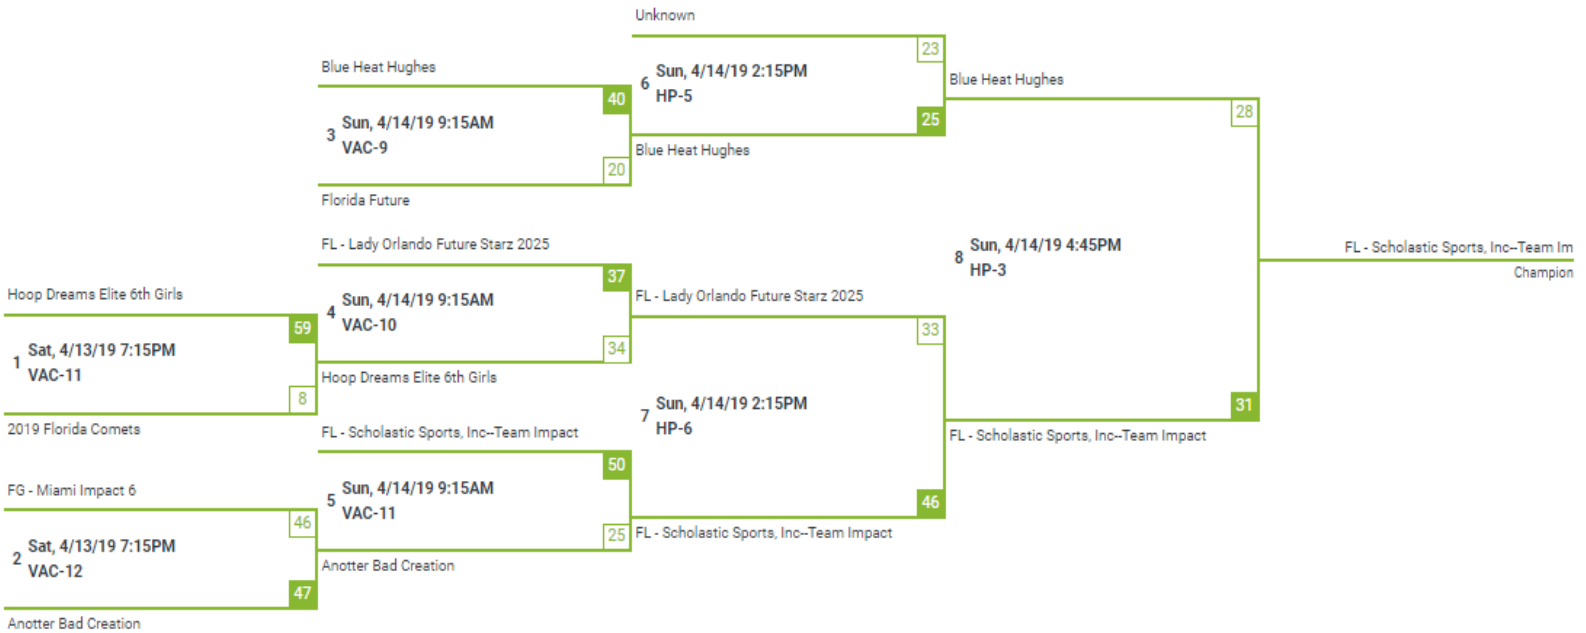 Unknown
23
6 Sun, 4/14/19 2:15PM
HP-5
25
Blue Heat Hughes
Blue Heat Hughes
40
3 Sun, 4/14/19 9:15AM
VAC-9
20
Florida Future
Blue Heat Hughes
28
8 Sun, 4/14/19 4:45PM
HP-3
31
FL - Scholastic Sports, Inc--Team Impact
FL - Scholastic Sports, Inc--Team Im
Champion
FL - Lady Orlando Future Starz 2025
37
4 Sun, 4/14/19 9:15AM
VAC-10
34
Hoop Dreams Elite 6th Girls
FL - Lady Orlando Future Starz 2025
33
7 Sun, 4/14/19 2:15PM
HP-6
46
FL - Scholastic Sports, Inc--Team Impact
Hoop Dreams Elite 6th Girls
59
1 Sat, 4/13/19 7:15PM
VAC-11
8
2019 Florida Comets
FL - Scholastic Sports, Inc--Team Impact
50
5 Sun, 4/14/19 9:15AM
VAC-11
25
Anotter Bad Creation
FG - Miami Impact 6
46
2 Sat, 4/13/19 7:15PM
VAC-12
47
Anotter Bad Creation